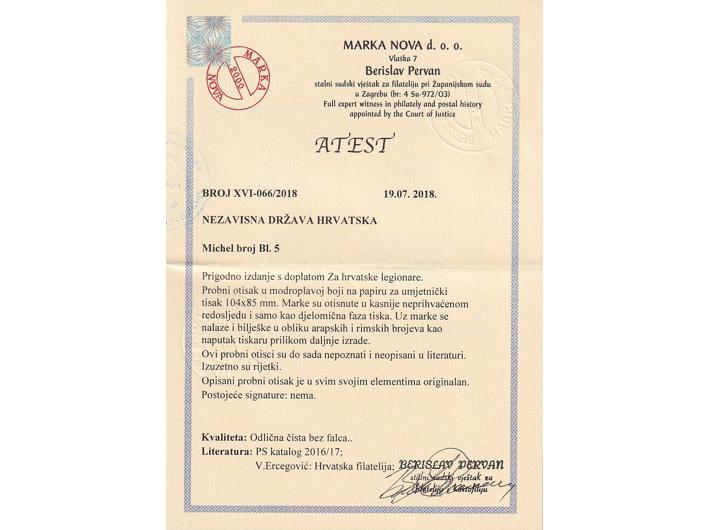 MARKA
2000
NOVA
MARKA NOVA d. o. o.
Vlaška 7
Berislav Pervan
stalni sudski vještak za filateliju pri Županijskom sudu
u Zagrebu (br: 4 Su-972/03)
Full expert witness in philately and postal history
appointed by the Court of Justice
ATEST
BROJ XVI-066/2018 19.07. 2018.
NEZAVISNA DRŽAVA HRVATSKA
Michel broj Bl. 5
Prigodno izdanje s doplatom Za hrvatske legionare.
Probni otisak u modroplavoj boji na papiru za umjetnički
tisak 104x85 mm. Marke su otisnute u kasnije neprihvaćenom
redosljedu i samo kao djelomična faza tiska. Uz marke se
nalaze i bilješke u obliku arapskih i rimskih brojeva kao
naputak tiskaru prilikom daljnje izrade.
Ovi probni otisci su do sada nepoznati i neopisani u literaturi.
Izuzetno su rijetki.
Opisani probni otisak je u svim svojim elementima originalan.
Postojeće signature: nema.
Kvaliteta: Odlična čista bez falca..
Literatura: PS katalog 2016/17;
V.Ercegović: Hrvatska filatelija;
BERISLAV PERVAN
stalni sudski vještak za
filateliju i kartofiliju